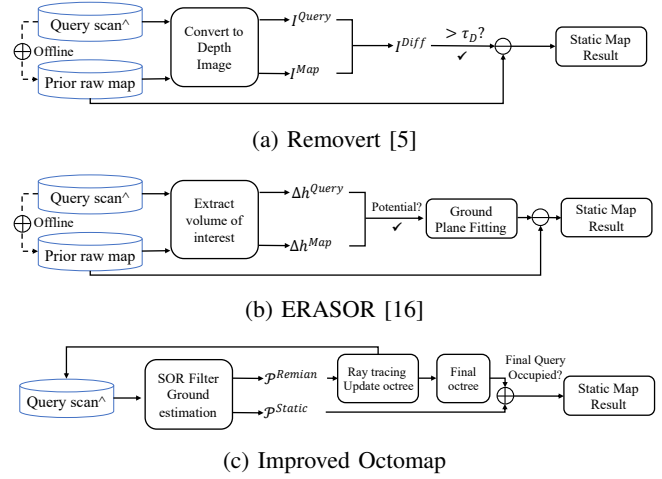 Query scan^
Offline
Prior raw map
Convert to
Depth
Image
I^Query
I^Map
I^Diff
> τ_D?
✓
Static Map
Result
(a) Removert [5]
Query scan^
Offline
Prior raw map
Extract
volume of
interest
Δh^Query
Δh^Map
Potential?
✓
Ground
Plane Fitting
Static Map
Result
(b) ERASOR [16]
Query scan^
SOR Filter
Ground
estimation
𝒫^Remian
𝒫^Static
Ray tracing
Update octree
Final
octree
Final Query
Occupied?
Static Map
Result
(c) Improved Octomap